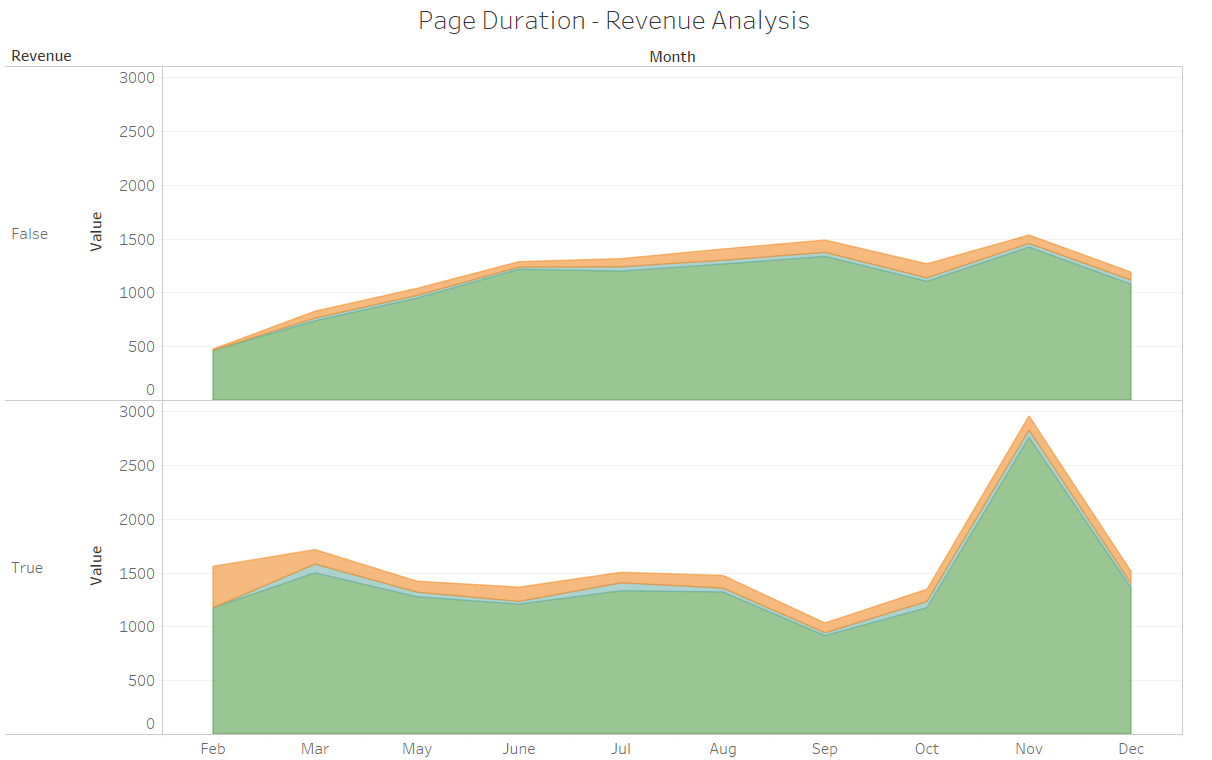 Page Duration - Revenue Analysis
Revenue
Month
3000
2500
2000
1500
1000
500
0
Value
False
3000
2500
2000
1500
1000
500
0
Value
True
Feb Mar May June Jul Aug Sep Oct Nov Dec